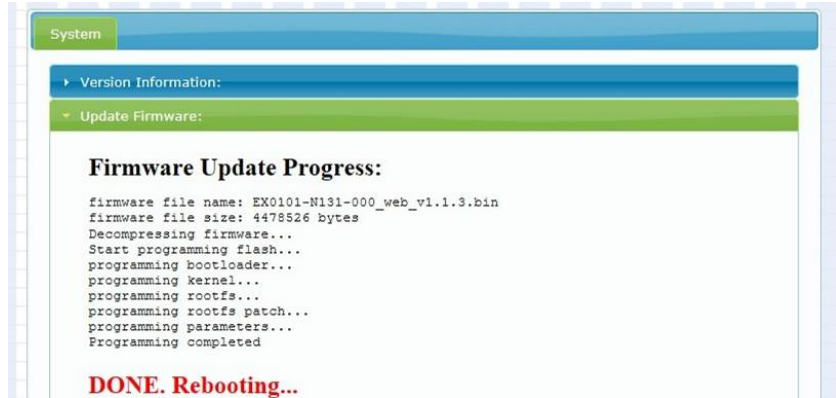 System
Version Information:
Update Firmware:
Firmware Update Progress:
firmware file name: EX0101-N131-000_web_v1.1.3.bin
firmware file size: 4478526 bytes
Decompressing firmware...
Start programming flash...
programming bootloader...
programming kernel...
programming rootfs...
programming rootfs patch...
programming parameters...
Programming completed
DONE. Rebooting...